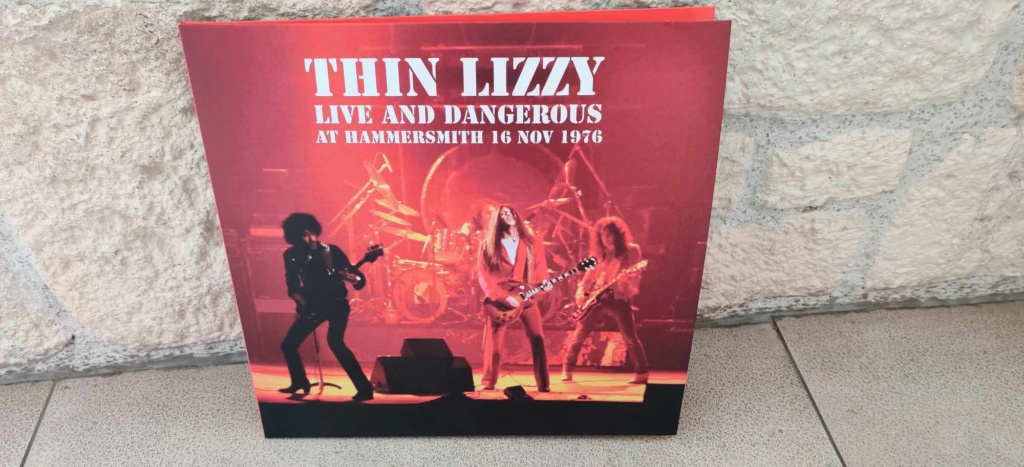 THIN LIZZY
LIVE AND DANGEROUS
AT HAMMERSMITH 16 NOV 1976